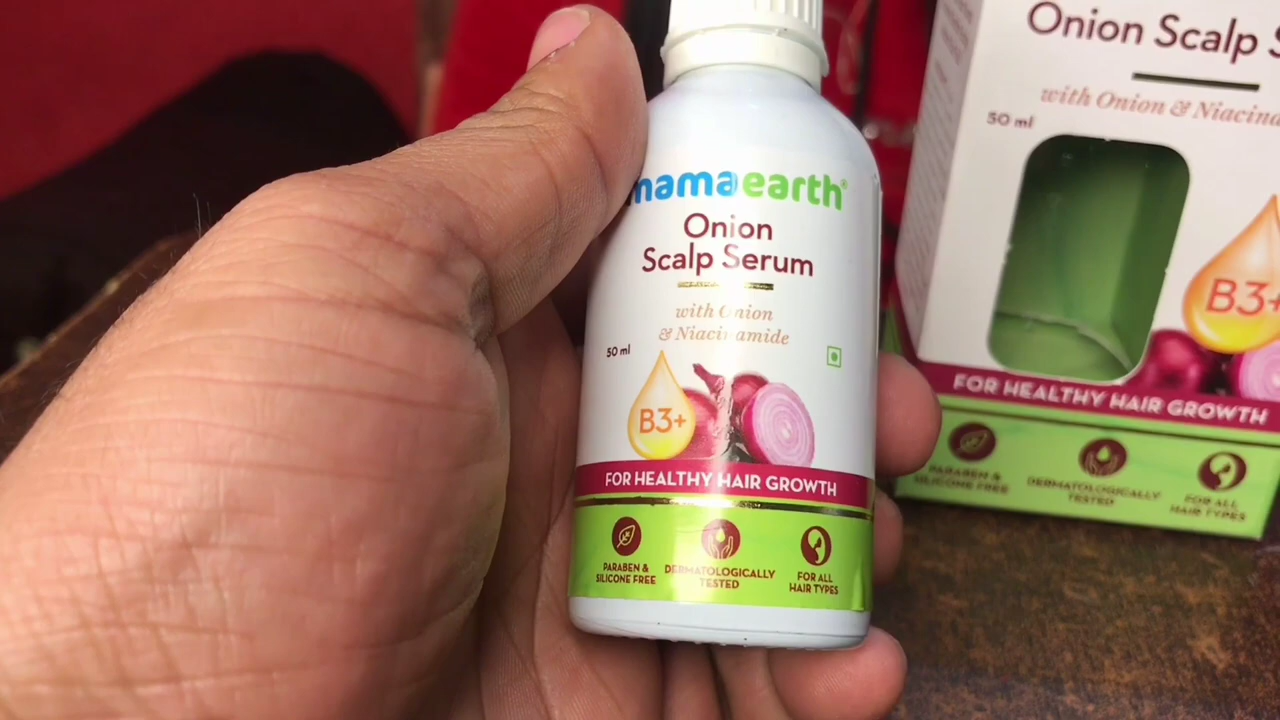 mamaearth
Onion
Scalp Serum
with Onion
& Niacinamide
50 ml
B3+
FOR HEALTHY HAIR GROWTH
PARABEN &
SILICONE FREE
DERMATOLOGICALLY
TESTED
FOR ALL
HAIR TYPES
Onion Scalp
with Onion &
50 ml
B3+
FOR HEALTHY HAIR GROWTH
PARABEN &
SILICONE FREE
DERMATOLOGICALLY
TESTED
FOR ALL
HAIR TYPES